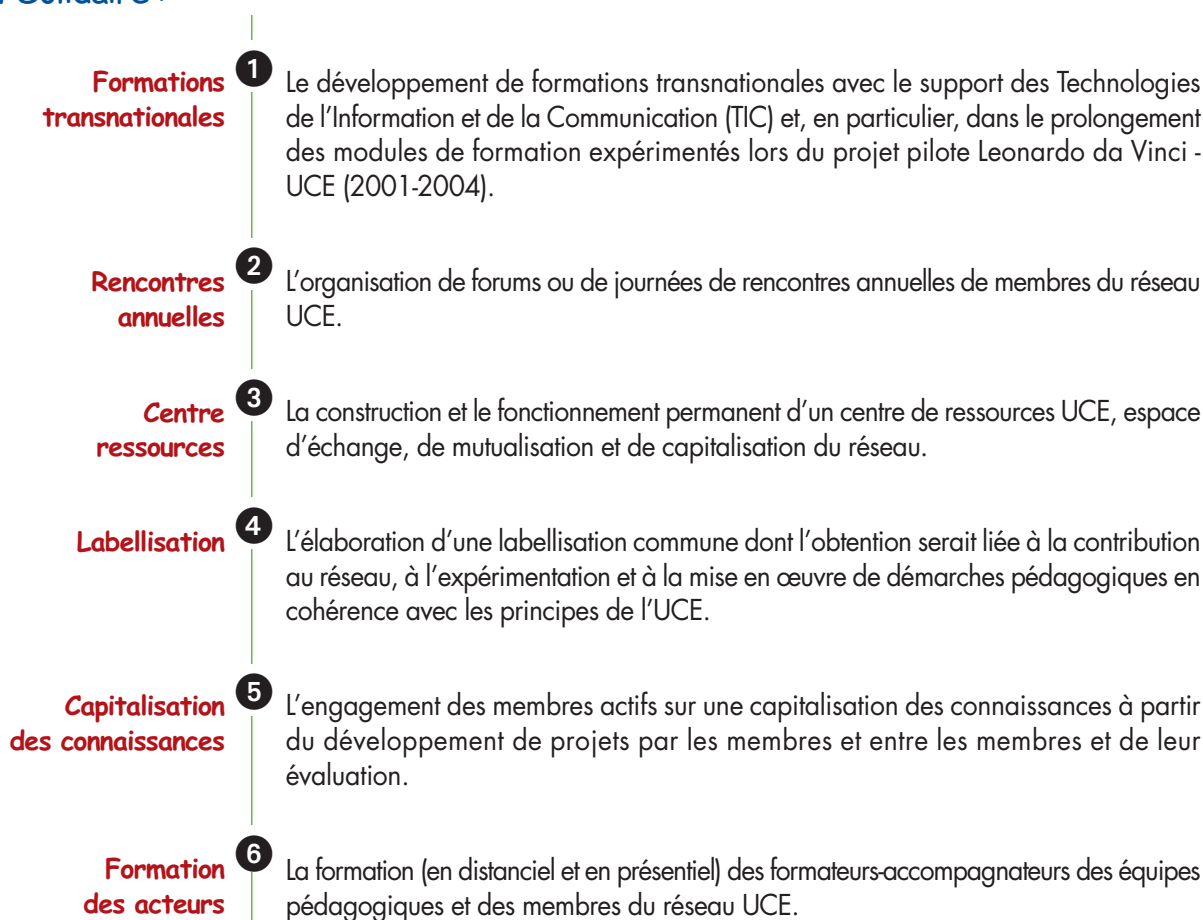 Formations
transnationales
1
Le développement de formations transnationales avec le support des Technologies
de l'Information et de la Communication (TIC) et, en particulier, dans le prolongement
des modules de formation expérimentés lors du projet pilote Leonardo da Vinci -
UCE (2001-2004).
Rencontres
annuelles
2
L'organisation de forums ou de journées de rencontres annuelles de membres du réseau
UCE.
Centre
ressources
3
La construction et le fonctionnement permanent d'un centre de ressources UCE, espace
d'échange, de mutualisation et de capitalisation du réseau.
Labellisation
4
L'élaboration d'une labellisation commune dont l'obtention serait liée à la contribution
au réseau, à l'expérimentation et à la mise en œuvre de démarches pédagogiques en
cohérence avec les principes de l'UCE.
Capitalisation
des connaissances
5
L'engagement des membres actifs sur une capitalisation des connaissances à partir
du développement de projets par les membres et entre les membres et de leur
évaluation.
Formation
des acteurs
6
La formation (en distanciel et en présentiel) des formateurs-accompagnateurs des équipes
pédagogiques et des membres du réseau UCE.